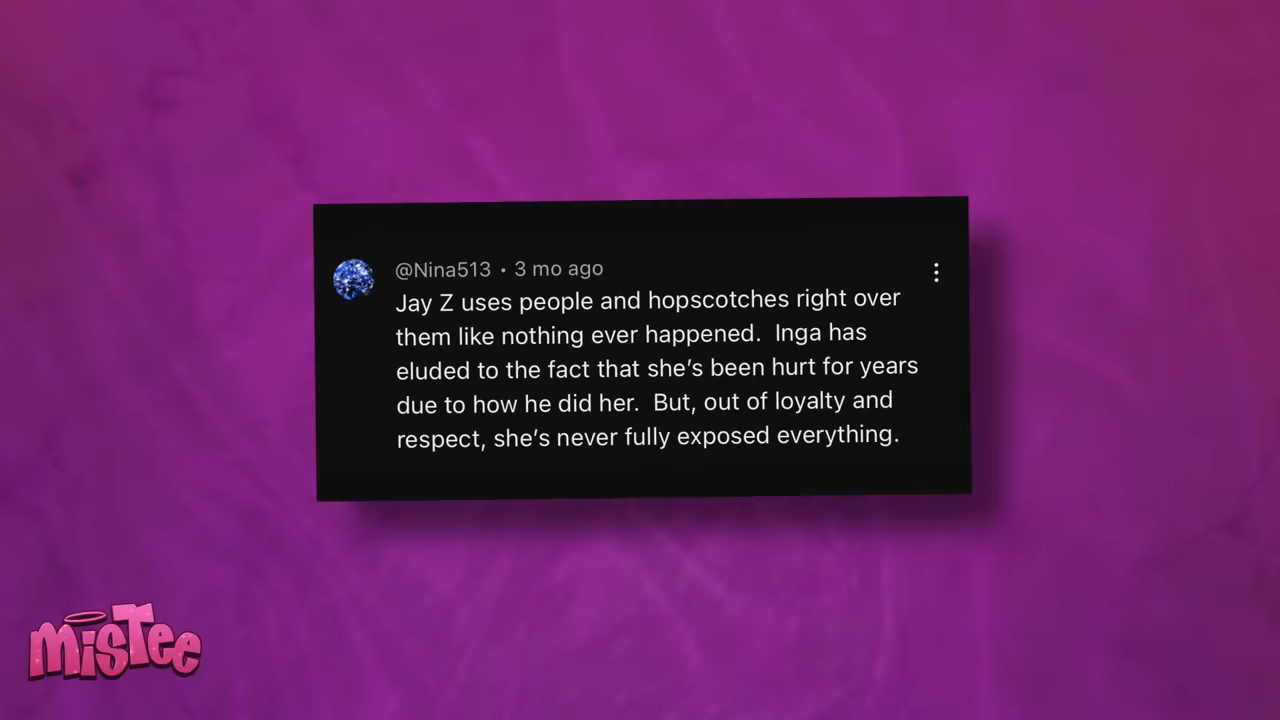 @Nina513 • 3 mo ago
Jay Z uses people and hopscotches right over
them like nothing ever happened.  Inga has
eluded to the fact that she’s been hurt for years
due to how he did her.  But, out of loyalty and
respect, she’s never fully exposed everything.
MisTee